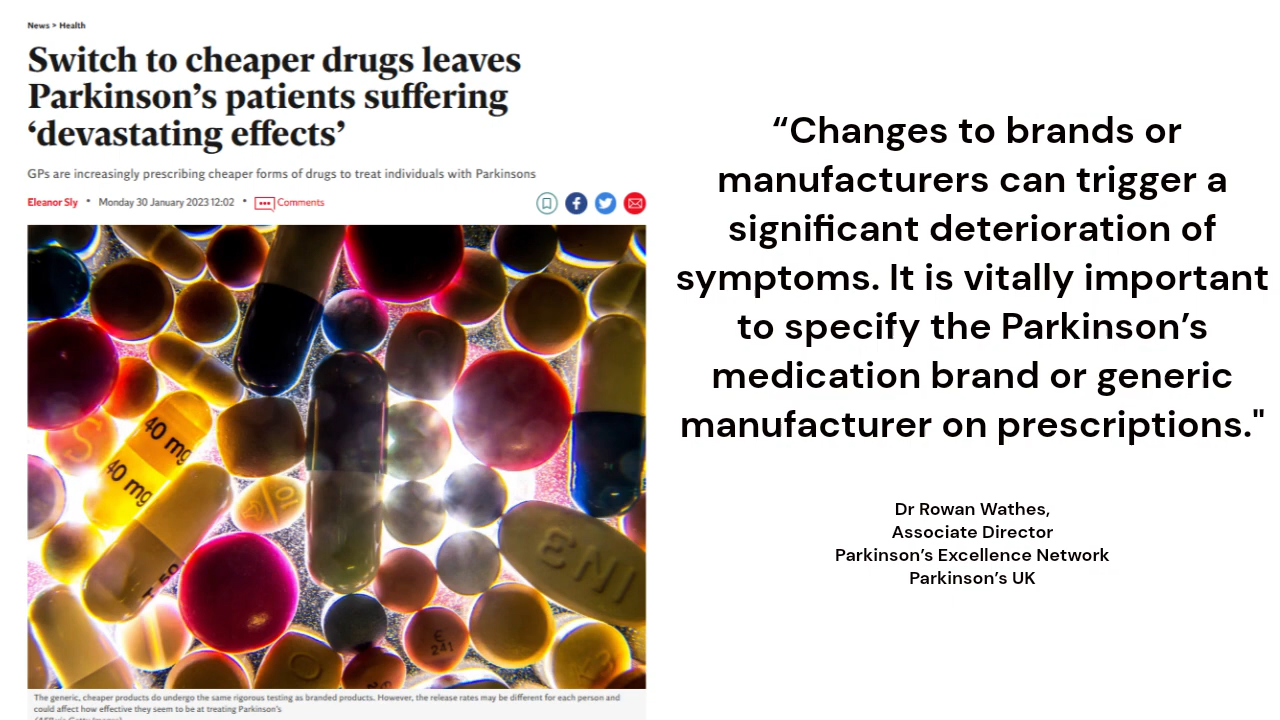 News > Health
Switch to cheaper drugs leaves
Parkinson’s patients suffering
‘devastating effects’
GPs are increasingly prescribing cheaper forms of drugs to treat individuals with Parkinsons
Eleanor Sly • Monday 30 January 2023 12:02 • Comments
40 mg
40 mg
ENI
€
241
The generic, cheaper products do undergo the same rigorous testing as branded products. However, the release rates may be different for each person and
could affect how effective they seem to be at treating Parkinson's
“Changes to brands or
manufacturers can trigger a
significant deterioration of
symptoms. It is vitally important
to specify the Parkinson’s
medication brand or generic
manufacturer on prescriptions."
Dr Rowan Wathes,
Associate Director
Parkinson’s Excellence Network
Parkinson’s UK